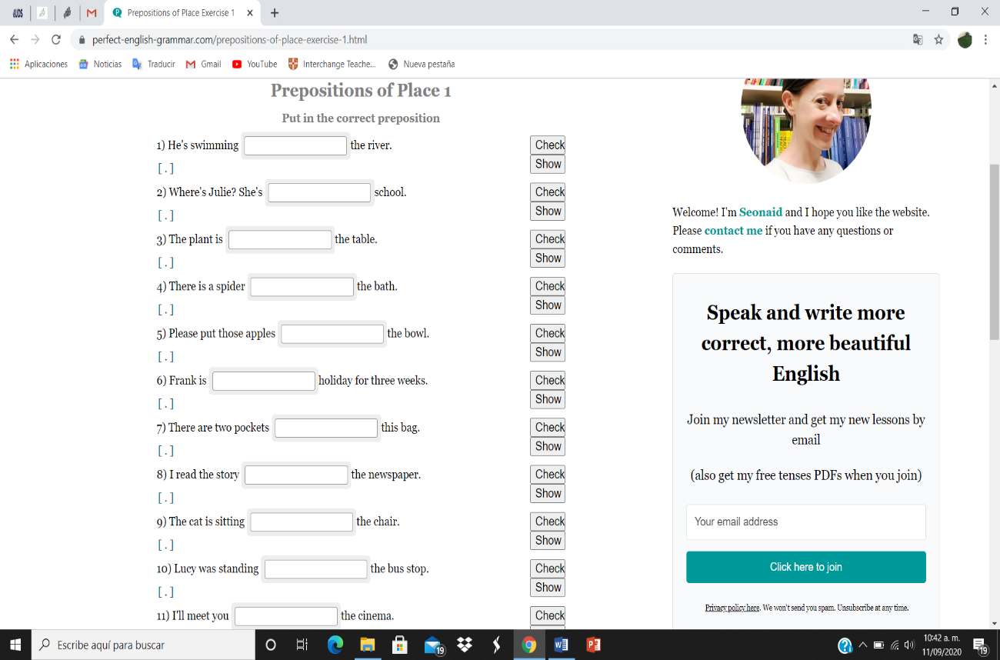 Prepositions of Place Exercise 1
perfect-english-grammar.com/prepositions-of-place-exercise-1.html
Aplicaciones Noticias Traducir Gmail YouTube Interchange Teache... Nueva pestaña
Prepositions of Place 1
Put in the correct preposition
1) He's swimming the river.
Check
Show
[ . ]
2) Where's Julie? She's school.
Check
Show
[ . ]
3) The plant is the table.
Check
Show
[ . ]
4) There is a spider the bath.
Check
Show
[ . ]
5) Please put those apples the bowl.
Check
Show
[ . ]
6) Frank is holiday for three weeks.
Check
Show
[ . ]
7) There are two pockets this bag.
Check
Show
[ . ]
8) I read the story the newspaper.
Check
Show
[ . ]
9) The cat is sitting the chair.
Check
Show
[ . ]
10) Lucy was standing the bus stop.
Check
Show
[ . ]
11) I'll meet you the cinema.
Check
Welcome! I'm Seonaid and I hope you like the website.
Please contact me if you have any questions or
comments.
Speak and write more
correct, more beautiful
English
Join my newsletter and get my new lessons by
email
(also get my free tenses PDFs when you join)
Your email address
Click here to join
Privacy policy here. We won't send you spam. Unsubscribe at any time.
Escribe aquí para buscar
19
10:42 a. m.
11/09/2020
19